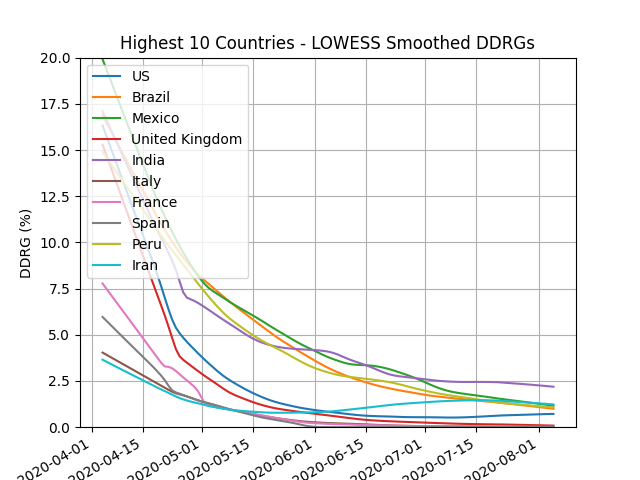 Highest 10 Countries - LOWESS Smoothed DDRGs
DDRG (%)
20.0
17.5
15.0
12.5
10.0
7.5
5.0
2.5
0.0
US
Brazil
Mexico
United Kingdom
India
Italy
France
Spain
Peru
Iran
2020-04-01
2020-04-15
2020-05-01
2020-05-15
2020-06-01
2020-06-15
2020-07-01
2020-07-15
2020-08-01